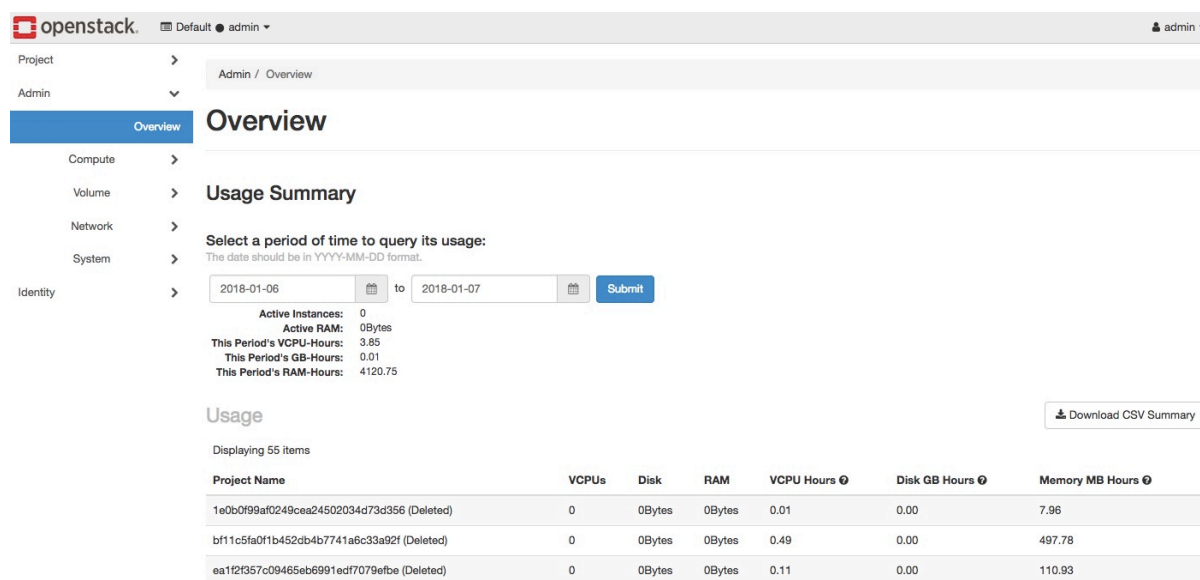 openstack. Default ● admin admin
Project
Admin
Overview
Compute
Volume
Network
System
Identity
Admin / Overview
Overview
Usage Summary
Select a period of time to query its usage:
The date should be in YYYY-MM-DD format.
2018-01-06 to 2018-01-07 Submit
Active Instances: 0
Active RAM: 0Bytes
This Period's VCPU-Hours: 3.85
This Period's GB-Hours: 0.01
This Period's RAM-Hours: 4120.75
Usage Download CSV Summary
Displaying 55 items
Project Name VCPUs Disk RAM VCPU Hours Disk GB Hours Memory MB Hours
1e0b0f99af0249cea24502034d73d356 (Deleted) 0 0Bytes 0Bytes 0.01 0.00 7.96
bf11c5fa0f1b452db4b7741a6c33a92f (Deleted) 0 0Bytes 0Bytes 0.49 0.00 497.78
ea1f2f357c09465eb6991edf7079efbe (Deleted) 0 0Bytes 0Bytes 0.11 0.00 110.93